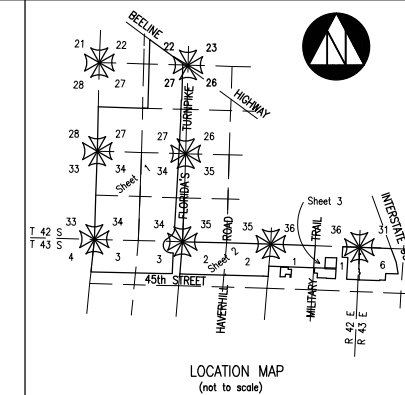 BEELINE
21 22 22 23
28 27 27 26
HIGHWAY
TURNPIKE
28 27 27 26
33 34 34 35
Sheet 1
FLORIDA'S
Sheet 3
33 34 34 35 35 36 36 31
ROAD
TRAIL
INTERSTATE
T 42 S
T 43 S
4 3 3 2 2 1 1 6
Sheet 2
45th STREET
HAVERHILL
MILITARY
R 42 E
R 43 E
LOCATION MAP
(not to scale)